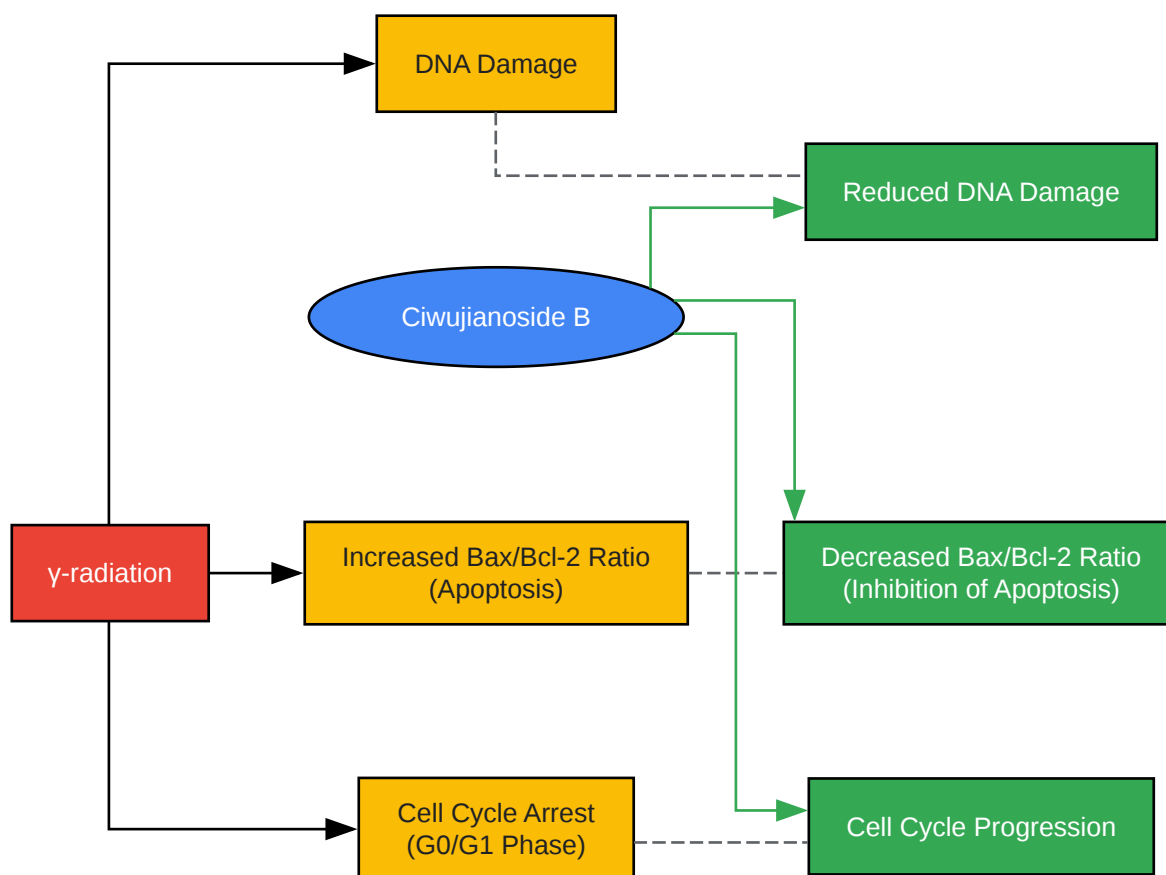 DNA Damage
Reduced DNA Damage
Ciwujianoside B
γ-radiation
Increased Bax/Bcl-2 Ratio
(Apoptosis)
Decreased Bax/Bcl-2 Ratio
(Inhibition of Apoptosis)
Cell Cycle Arrest
(G0/G1 Phase)
Cell Cycle Progression